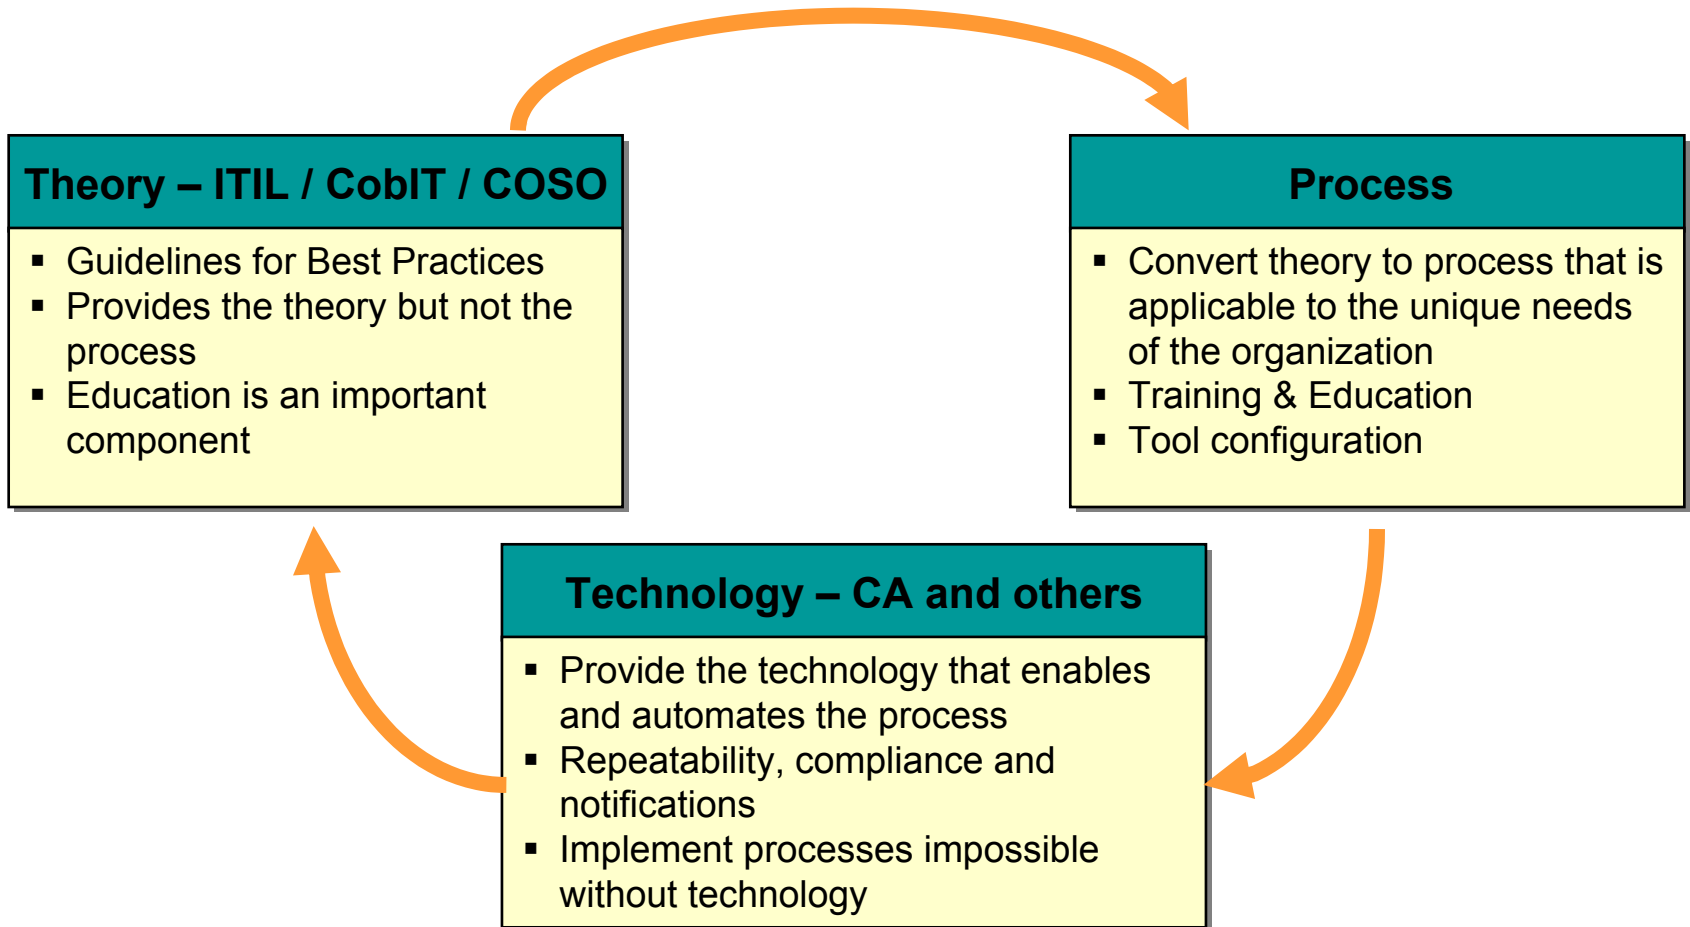 Theory – ITIL / CobIT / COSO
▪ Guidelines for Best Practices
▪ Provides the theory but not the
process
▪ Education is an important
component
Process
▪ Convert theory to process that is
applicable to the unique needs
of the organization
▪ Training & Education
▪ Tool configuration
Technology – CA and others
▪ Provide the technology that enables
and automates the process
▪ Repeatability, compliance and
notifications
▪ Implement processes impossible
without technology